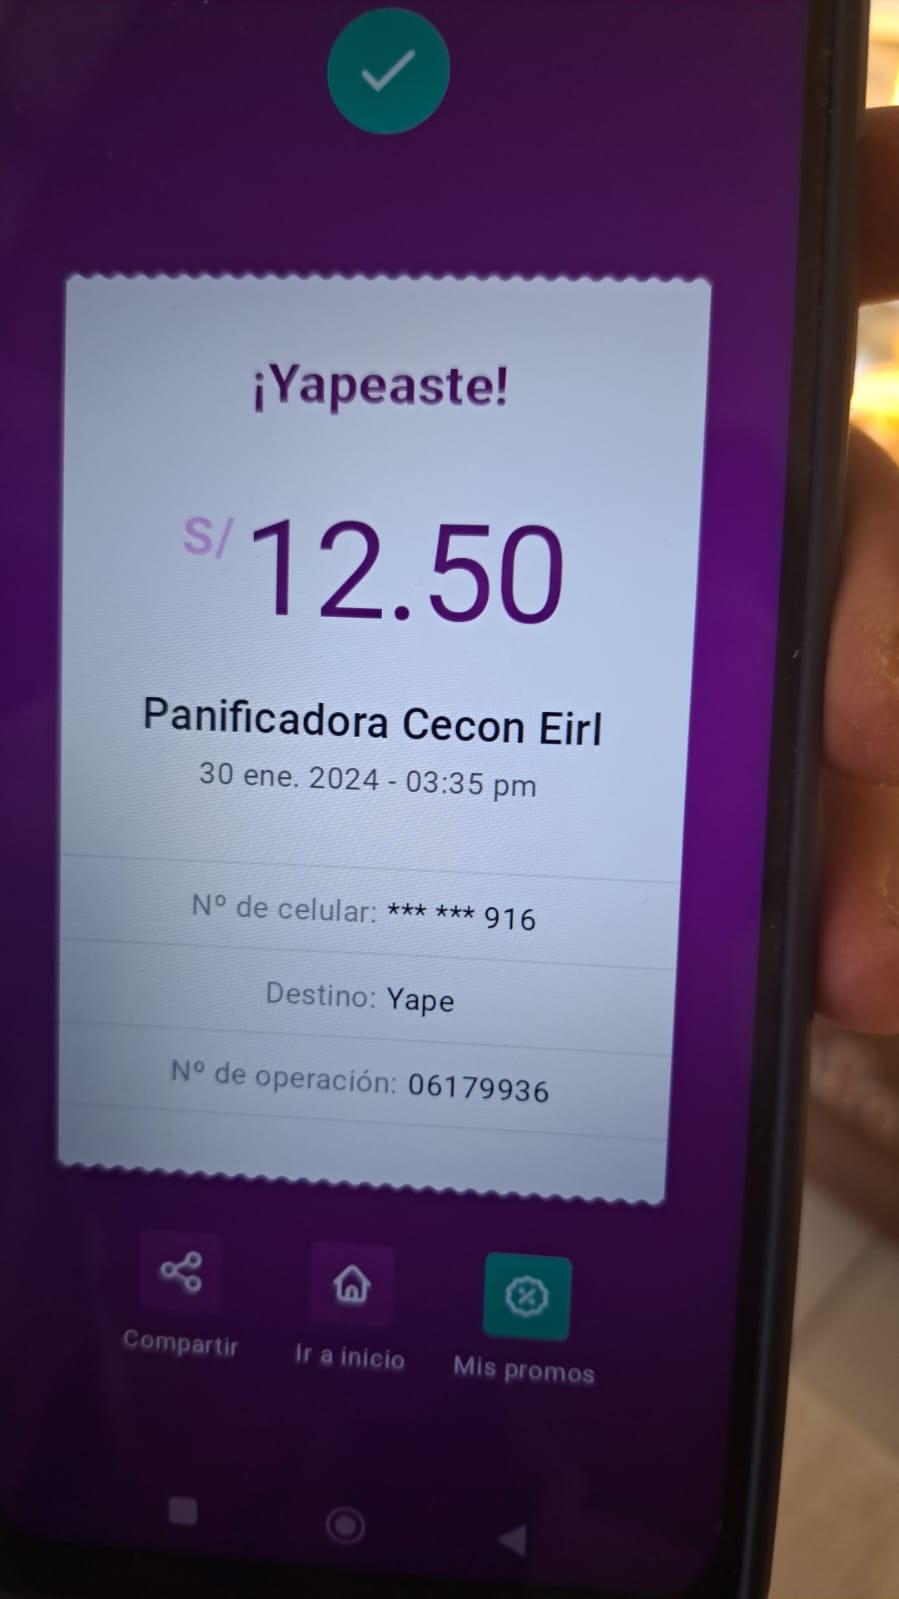 ¡Yapeaste!
S/ 12.50
Panificadora Cecon Eirl
30 ene. 2024 - 03:35 pm
Nº de celular: *** *** 916
Destino: Yape
Nº de operación: 06179936
Compartir
Ir a inicio
Mis promos